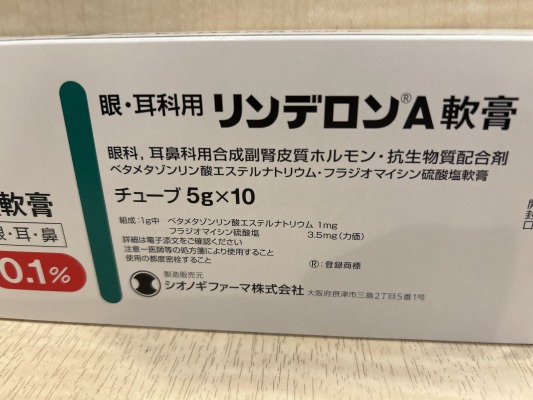 眼・耳科用 リンデロン®A 軟膏
眼科, 耳鼻科用合成副腎皮質ホルモン・抗生物質配合剤
ベタメタゾンリン酸エステルナトリウム・フラジオマイシン硫酸塩軟膏
チューブ 5g×10
組成:1g中 ベタメタゾンリン酸エステルナトリウム 1mg
フラジオマイシン硫酸塩 3.5mg(力価)
詳細は電子添文をご確認ください
注意−医師等の処方箋により使用すること
使用の都度密栓すること
®:登録商標
製造販売元
シオノギファーマ株式会社 大阪府摂津市三島2丁目5番1号
軟膏
眼・耳・鼻
0.1%
開封口